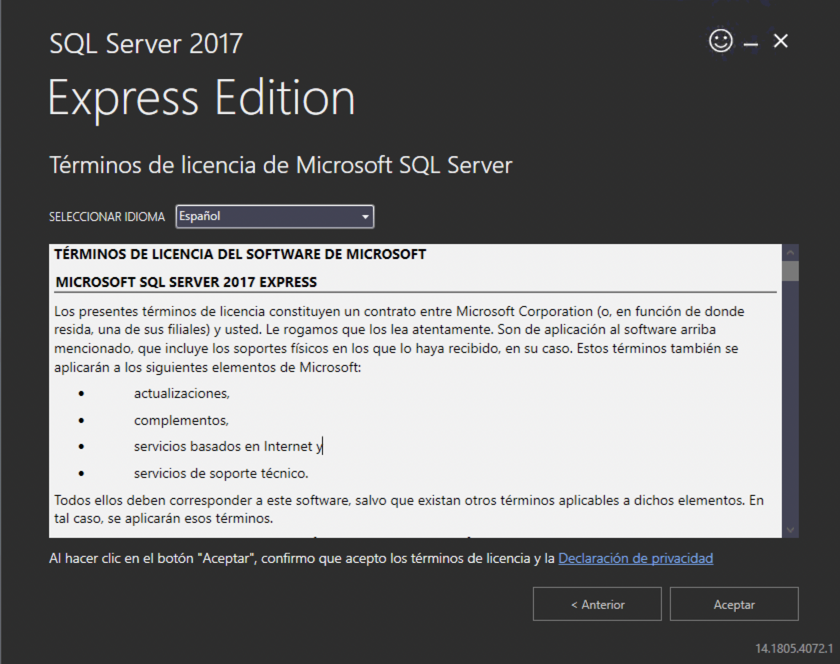 SQL Server 2017
Express Edition
Términos de licencia de Microsoft SQL Server
SELECCIONAR IDIOMA Español
TÉRMINOS DE LICENCIA DEL SOFTWARE DE MICROSOFT
MICROSOFT SQL SERVER 2017 EXPRESS
Los presentes términos de licencia constituyen un contrato entre Microsoft Corporation (o, en función de donde
resida, una de sus filiales) y usted. Le rogamos que los lea atentamente. Son de aplicación al software arriba
mencionado, que incluye los soportes físicos en los que lo haya recibido, en su caso. Estos términos también se
aplicarán a los siguientes elementos de Microsoft:
• actualizaciones,
• complementos,
• servicios basados en Internet y
• servicios de soporte técnico.
Todos ellos deben corresponder a este software, salvo que existan otros términos aplicables a dichos elementos. En
tal caso, se aplicarán esos términos.
Al hacer clic en el botón "Aceptar", confirmo que acepto los términos de licencia y la Declaración de privacidad
< Anterior
Aceptar
14.1805.4072.1